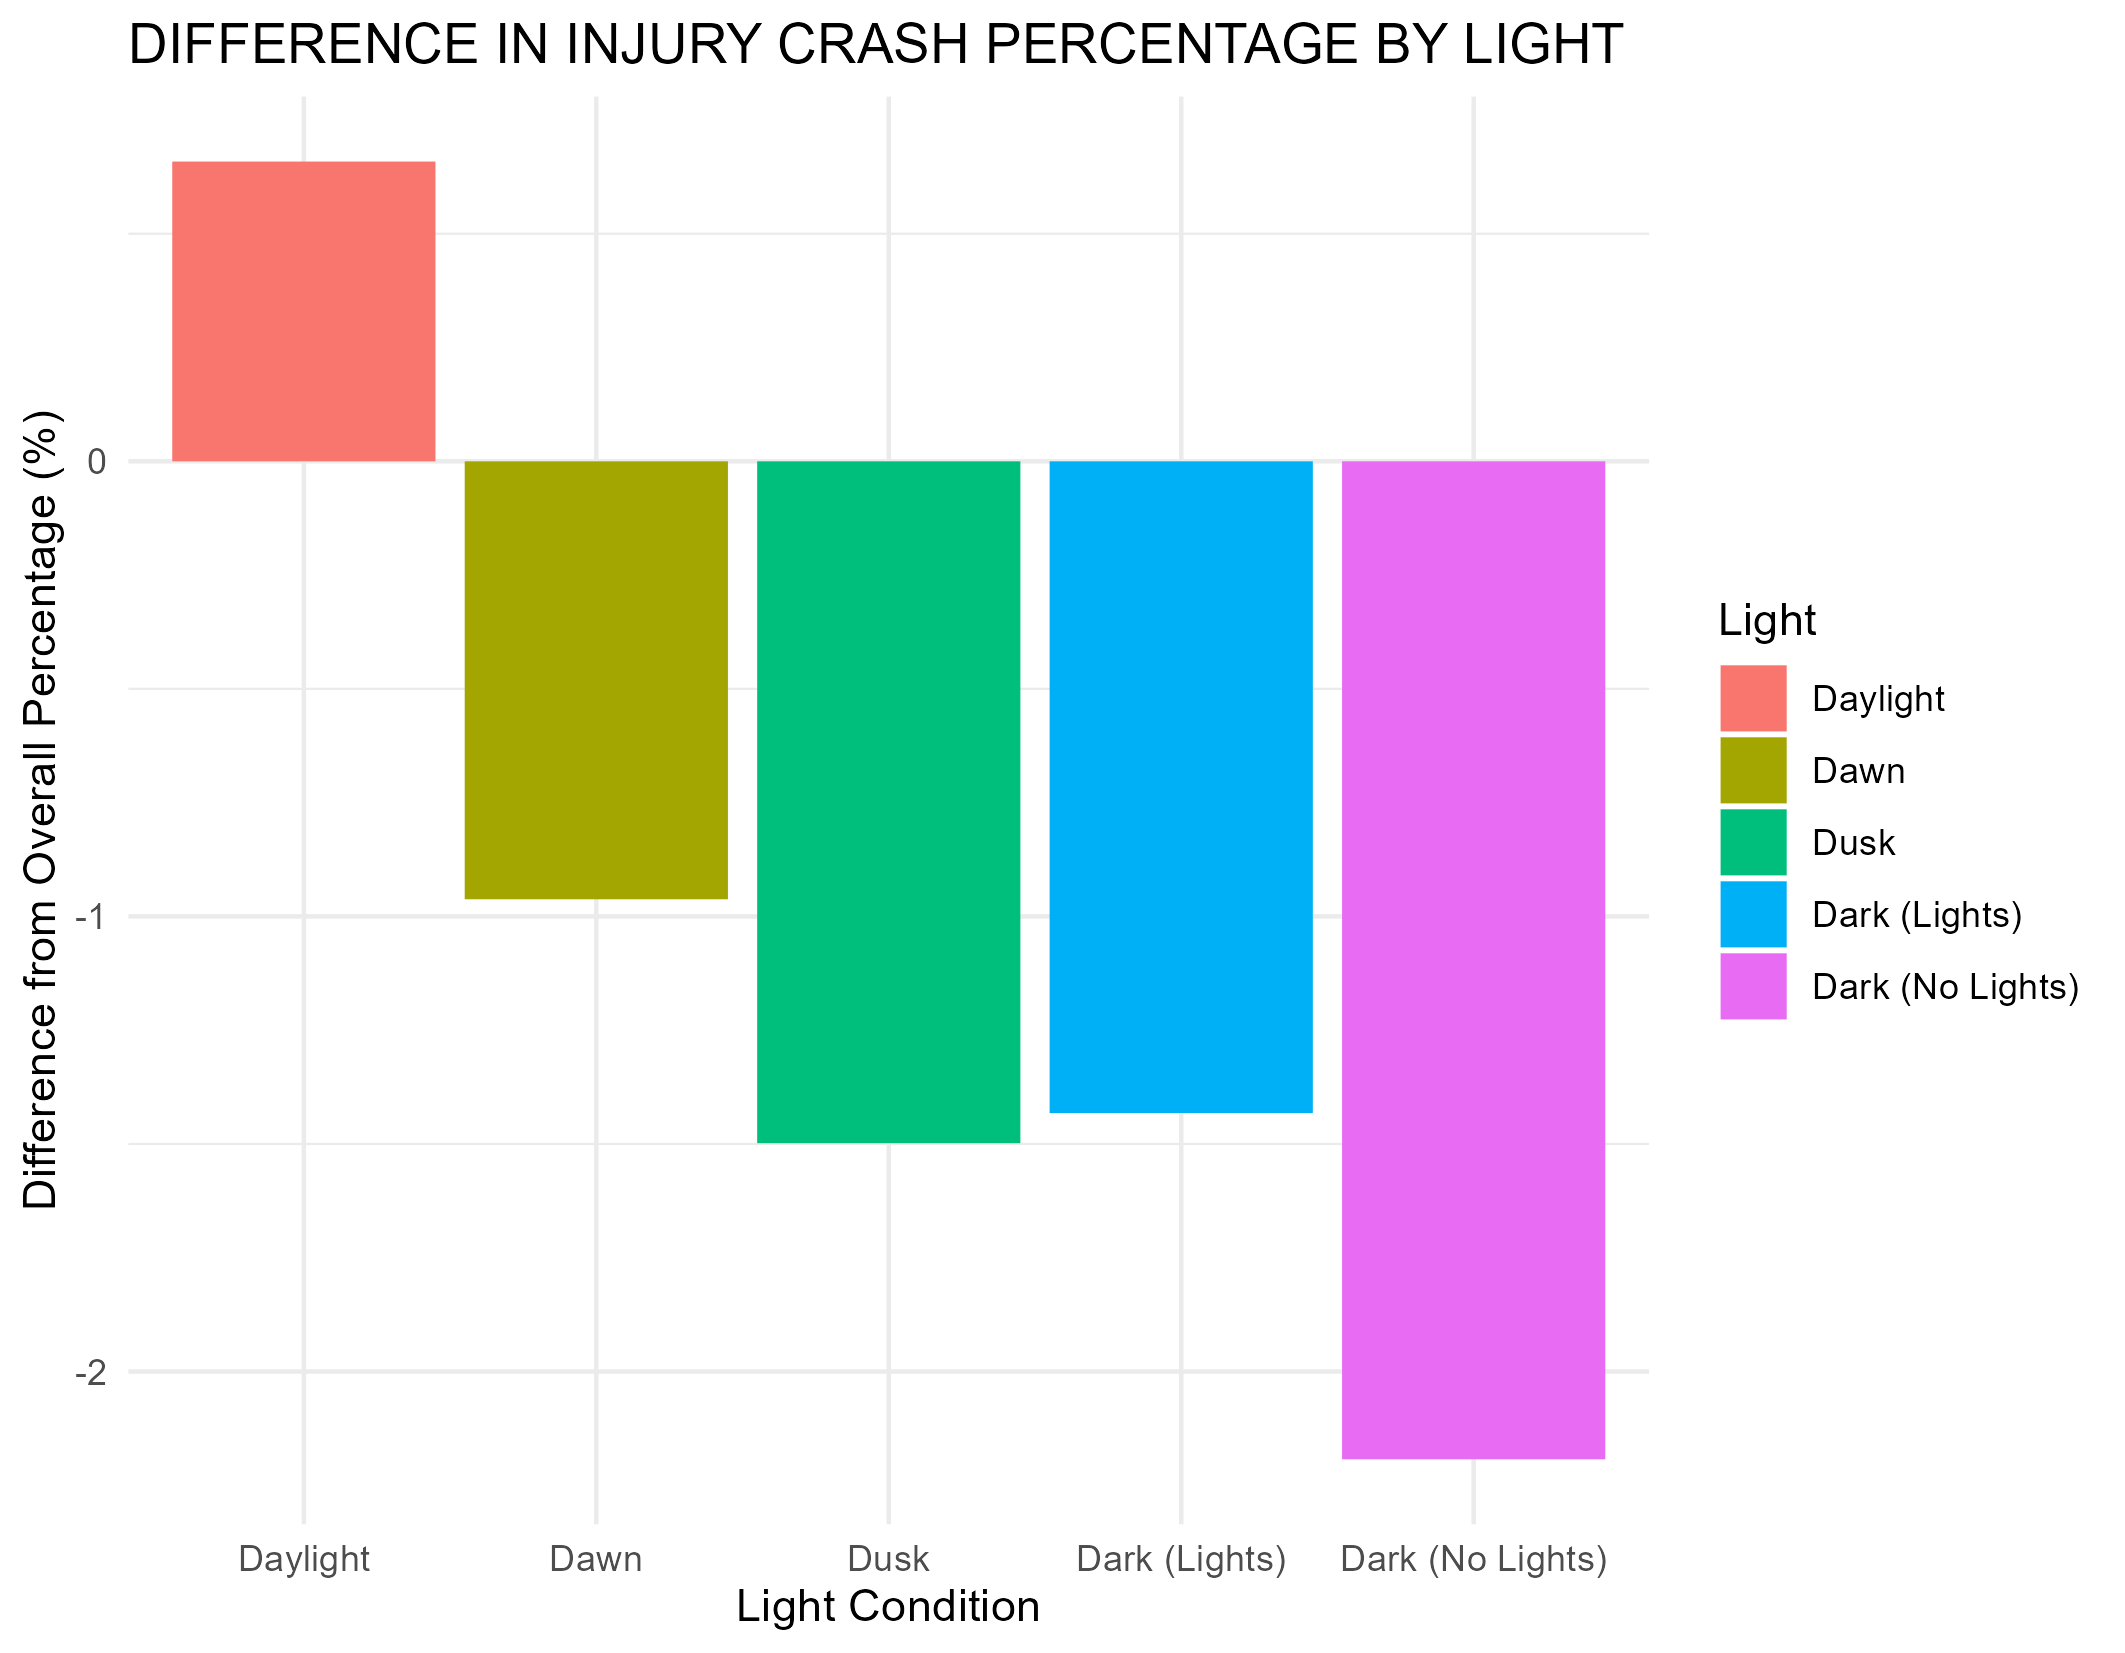 DIFFERENCE IN INJURY CRASH PERCENTAGE BY LIGHT
Difference from Overall Percentage (%)
0
-1
-2
Daylight
Dawn
Dusk
Dark (Lights)
Dark (No Lights)
Light Condition
Light
Daylight
Dawn
Dusk
Dark (Lights)
Dark (No Lights)